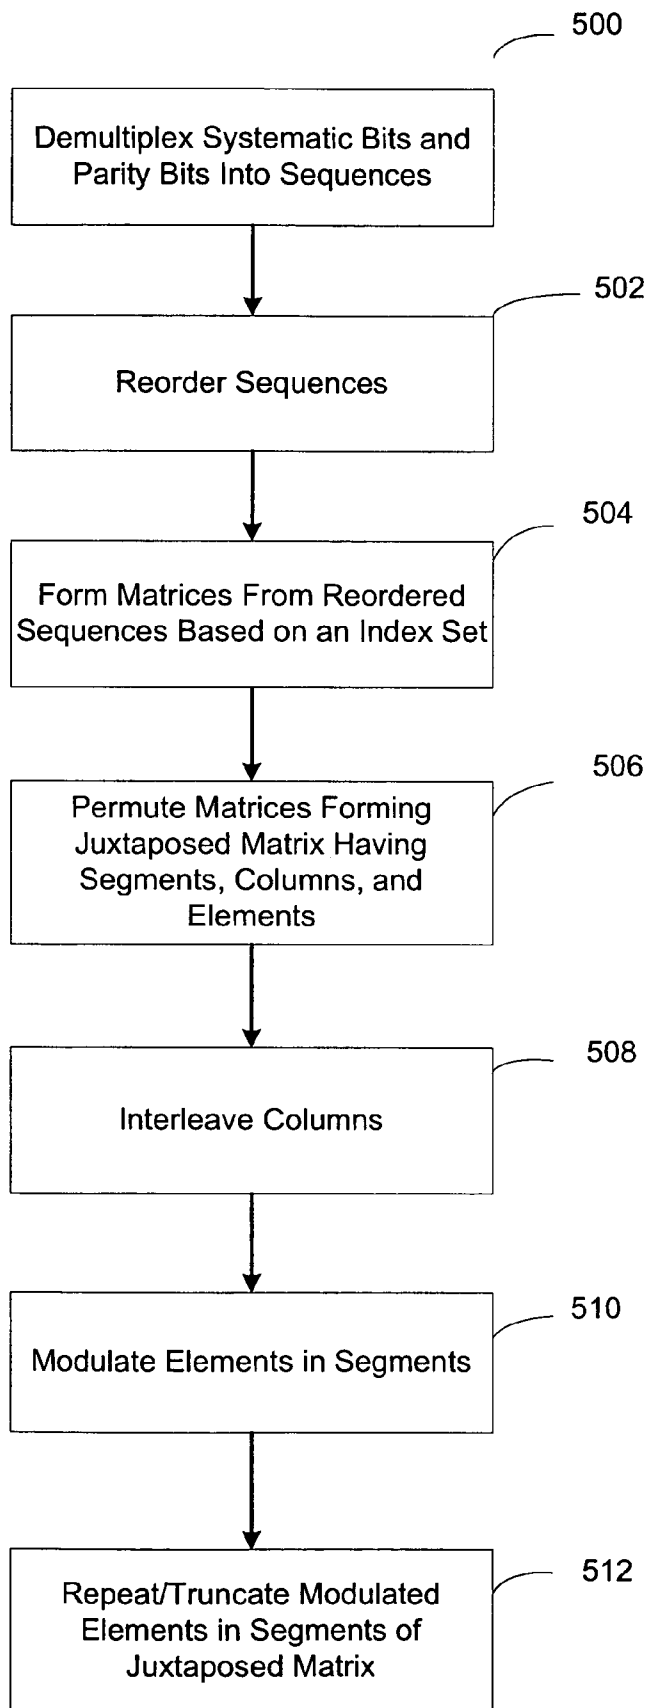 500
Demultiplex Systematic Bits and
Parity Bits Into Sequences
502
Reorder Sequences
504
Form Matrices From Reordered
Sequences Based on an Index Set
506
Permute Matrices Forming
Juxtaposed Matrix Having
Segments, Columns, and
Elements
508
Interleave Columns
510
Modulate Elements in Segments
512
Repeat/Truncate Modulated
Elements in Segments of
Juxtaposed Matrix